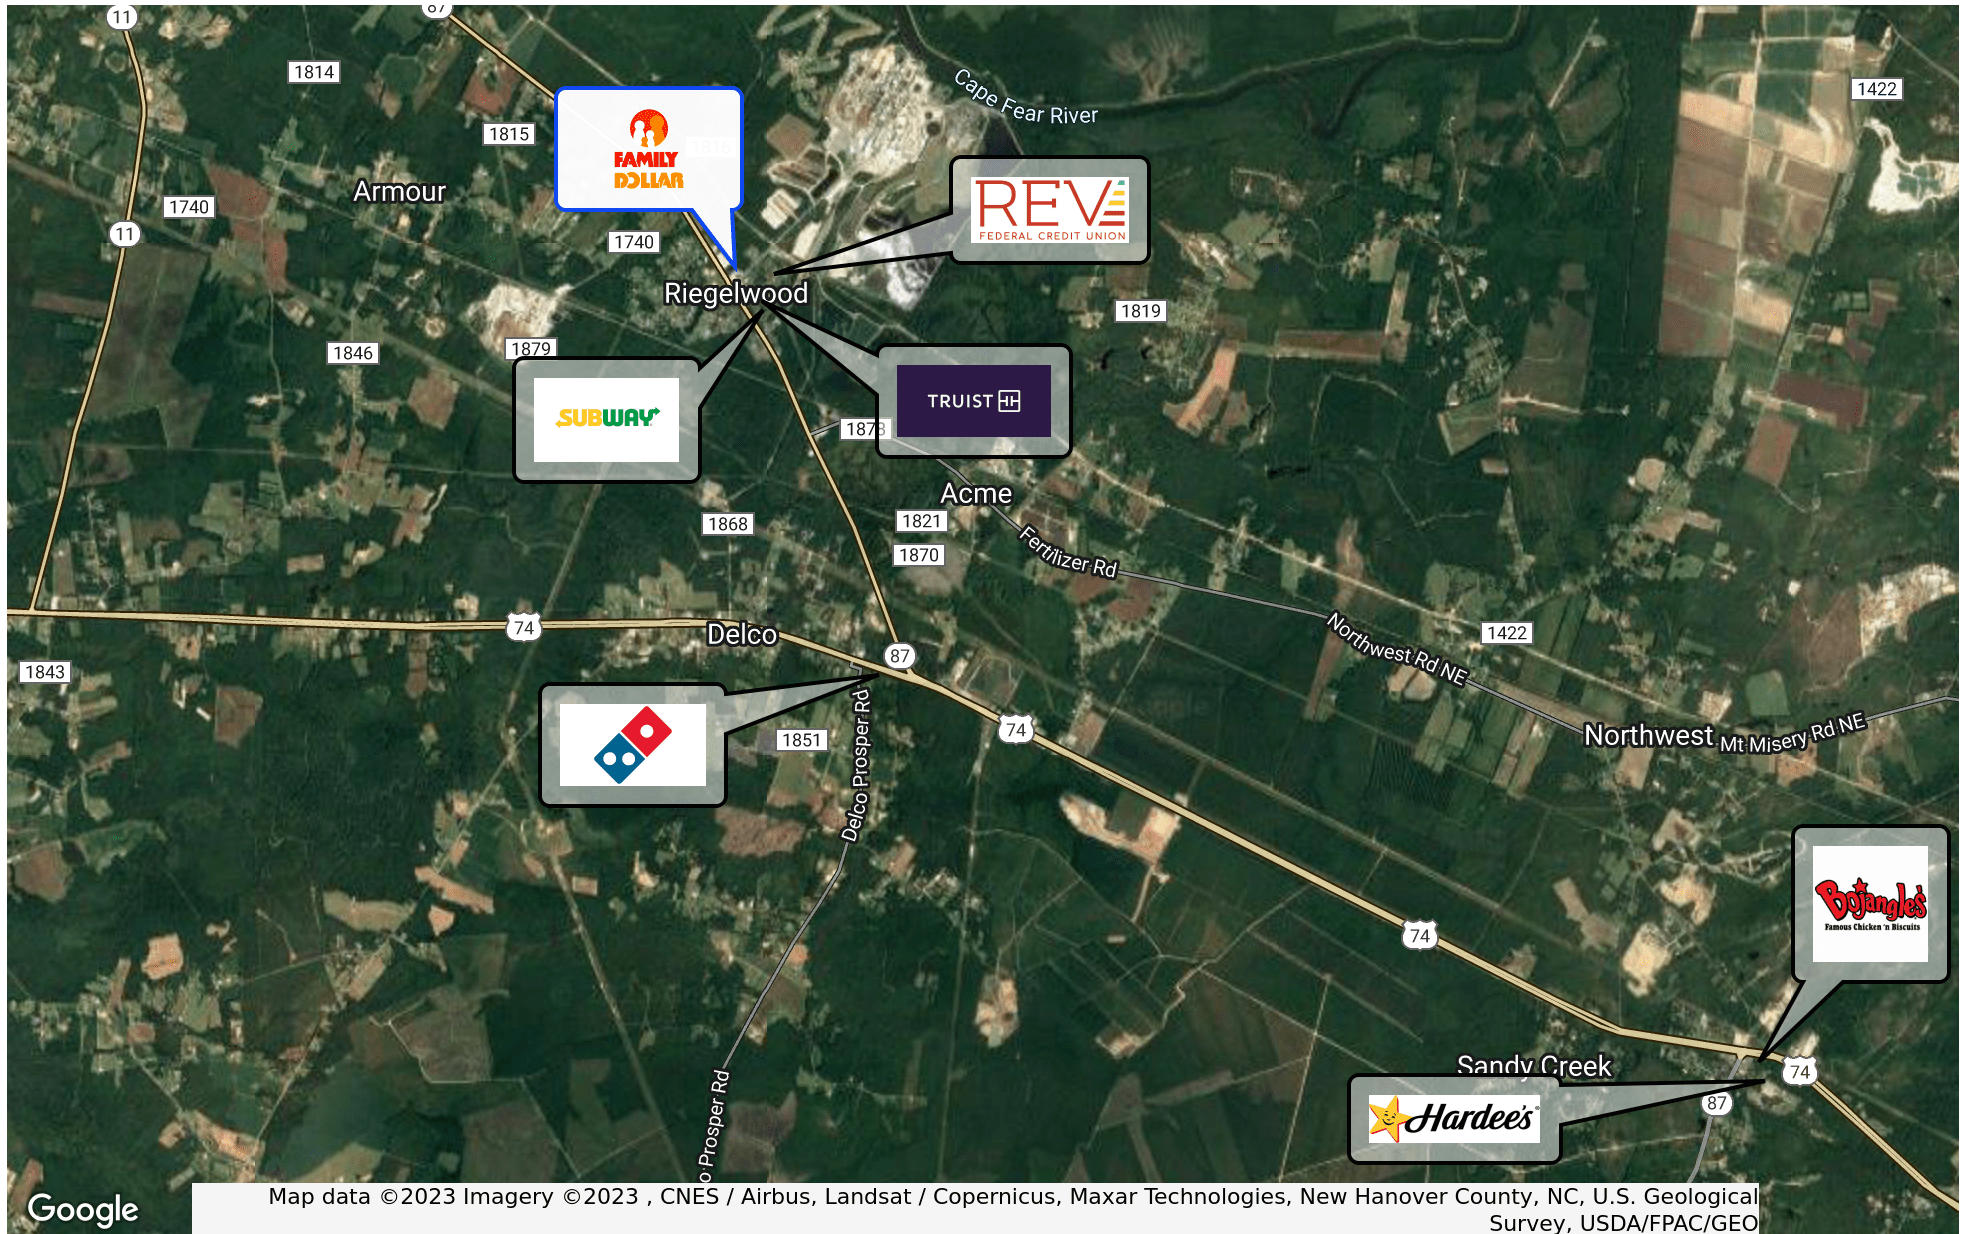 11
87
1814
1422
Cape Fear River
1815
1816
FAMILY
DOLLAR
Armour
REV
FEDERAL CREDIT UNION
1740
11
1740
Riegelwood
1819
1846
1879
SUBWAY
TRUIST
1878
Acme
1868
1821
1870
Fertilizer Rd
74
Delco
87
Northwest Rd NE
1422
1843
74
1851
Delco Prosper Rd
Northwest
Mt Misery Rd NE
Bojangles'
Famous Chicken 'n Biscuits
74
Sandy Creek
74
Hardee's
87
o Prosper Rd
Google
Map data ©2023 Imagery ©2023 , CNES / Airbus, Landsat / Copernicus, Maxar Technologies, New Hanover County, NC, U.S. Geological
Survey, USDA/FPAC/GEO